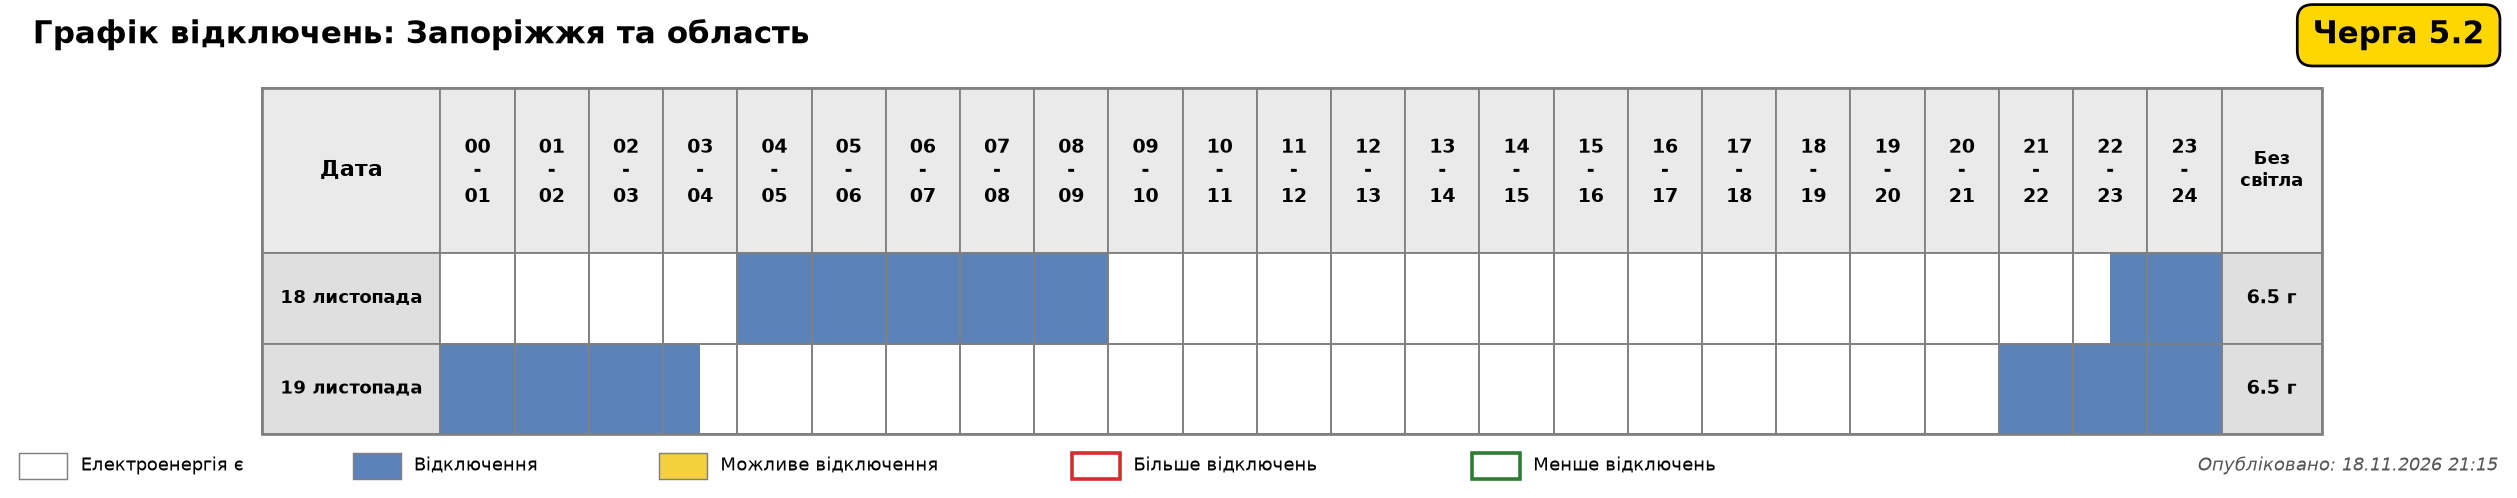 Графік відключень: Запоріжжя та область
Черга 5.2
Дата
00 - 01
01 - 02
02 - 03
03 - 04
04 - 05
05 - 06
06 - 07
07 - 08
08 - 09
09 - 10
10 - 11
11 - 12
12 - 13
13 - 14
14 - 15
15 - 16
16 - 17
17 - 18
18 - 19
19 - 20
20 - 21
21 - 22
22 - 23
23 - 24
Без
світла
18 листопада
6.5 г
19 листопада
6.5 г
Електроенергія є
Відключення
Можливе відключення
Більше відключень
Менше відключень
Опубліковано: 18.11.2026 21:15